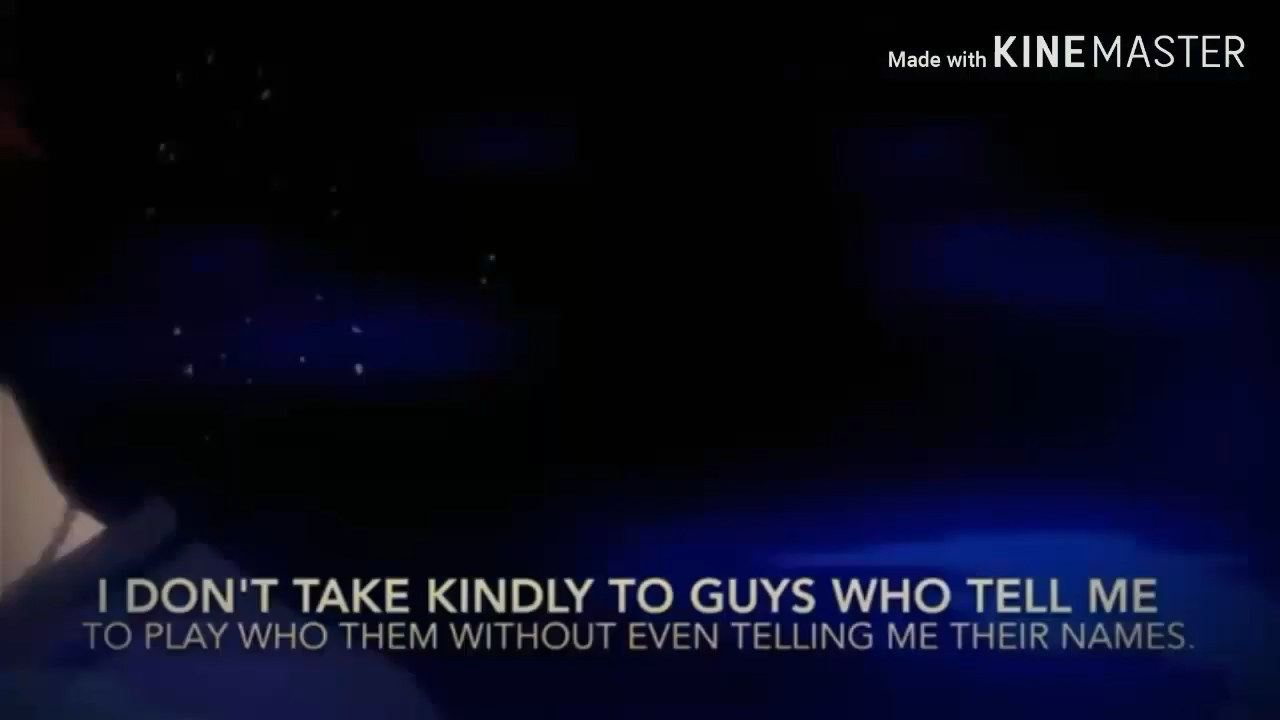 Made with KINEMASTER
I DON'T TAKE KINDLY TO GUYS WHO TELL ME
TO PLAY WHO THEM WITHOUT EVEN TELLING ME THEIR NAMES.